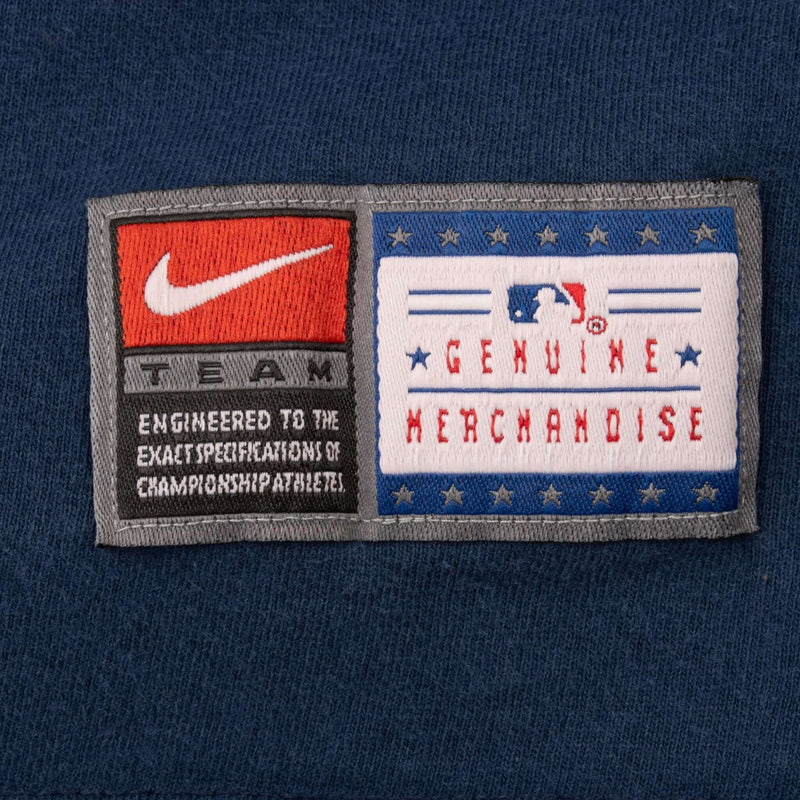 TEAM
ENGINEERED TO THE
EXACT SPECIFICATIONS OF
CHAMPIONSHIP ATHLETES.
®
GENUINE
MERCHANDISE